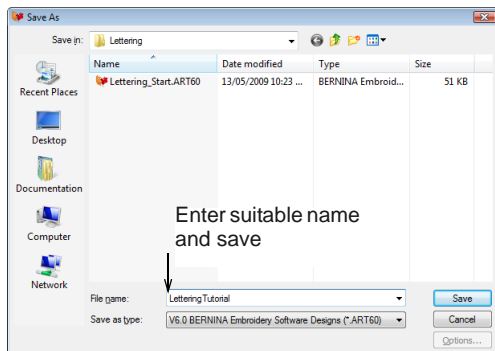 Save As
Save in: Lettering
Name Date modified Type Size
Lettering_Start.ART60 13/05/2009 10:23 ... BERNINA Embroid... 51 KB
Recent Places
Desktop
Documentation
Computer
Network
Enter suitable name
and save
File name: LetteringTutorial Save
Save as type: V6.0 BERNINA Embroidery Software Designs (*.ART60) Cancel
Options...